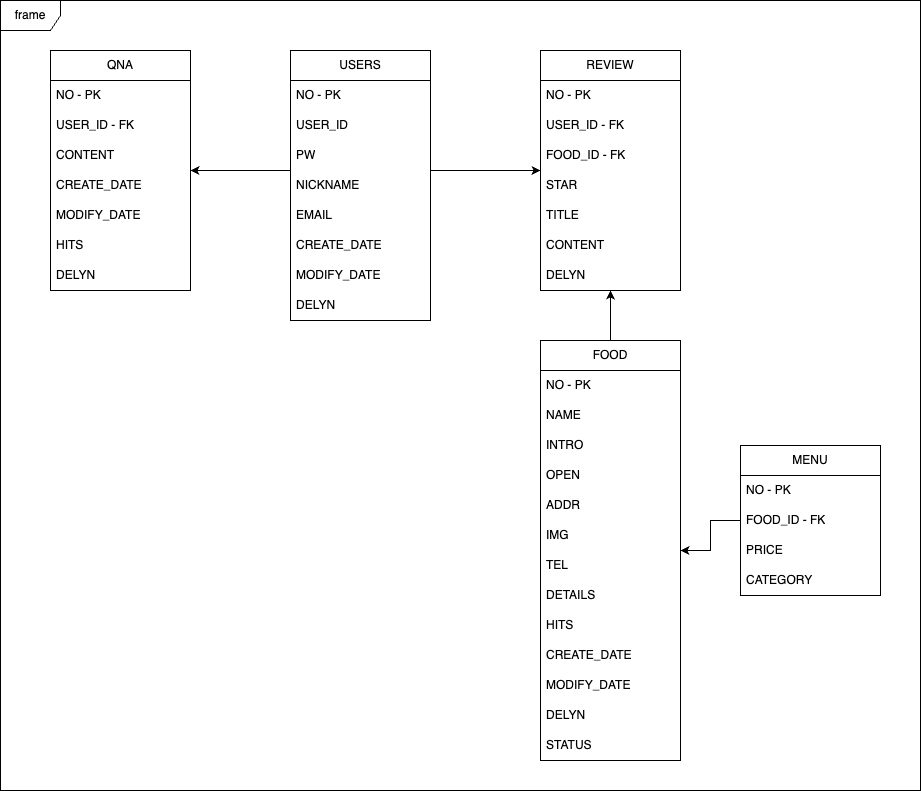 frame
QNA
NO - PK
USER_ID - FK
CONTENT
CREATE_DATE
MODIFY_DATE
HITS
DELYN
USERS
NO - PK
USER_ID
PW
NICKNAME
EMAIL
CREATE_DATE
MODIFY_DATE
DELYN
REVIEW
NO - PK
USER_ID - FK
FOOD_ID - FK
STAR
TITLE
CONTENT
DELYN
FOOD
NO - PK
NAME
INTRO
OPEN
ADDR
IMG
TEL
DETAILS
HITS
CREATE_DATE
MODIFY_DATE
DELYN
STATUS
MENU
NO - PK
FOOD_ID - FK
PRICE
CATEGORY